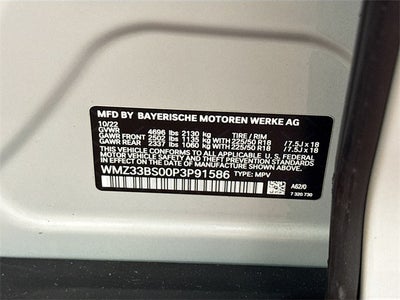 MFD BY BAYERISCHE MOTOREN WERKE AG
10/22
GVWR 4696 lbs 2130 kg TIRE / RIM
GAWR FRONT 2502 lbs 1135 kg WITH 225/50 R18 / 7.5J x 18
GAWR REAR 2337 lbs 1060 kg WITH 225/50 R18 / 7.5J x 18
THIS VEHICLE CONFORMS TO ALL APPLICABLE
U.S. FEDERAL SAFETY AND THEFT PREVENTION STANDARDS
IN EFFECT ON THE DATE OF MANUFACTURE SHOWN ABOVE.
WMZ33BS00P3P91586 TYPE: MPV
A62/0
7 320 730